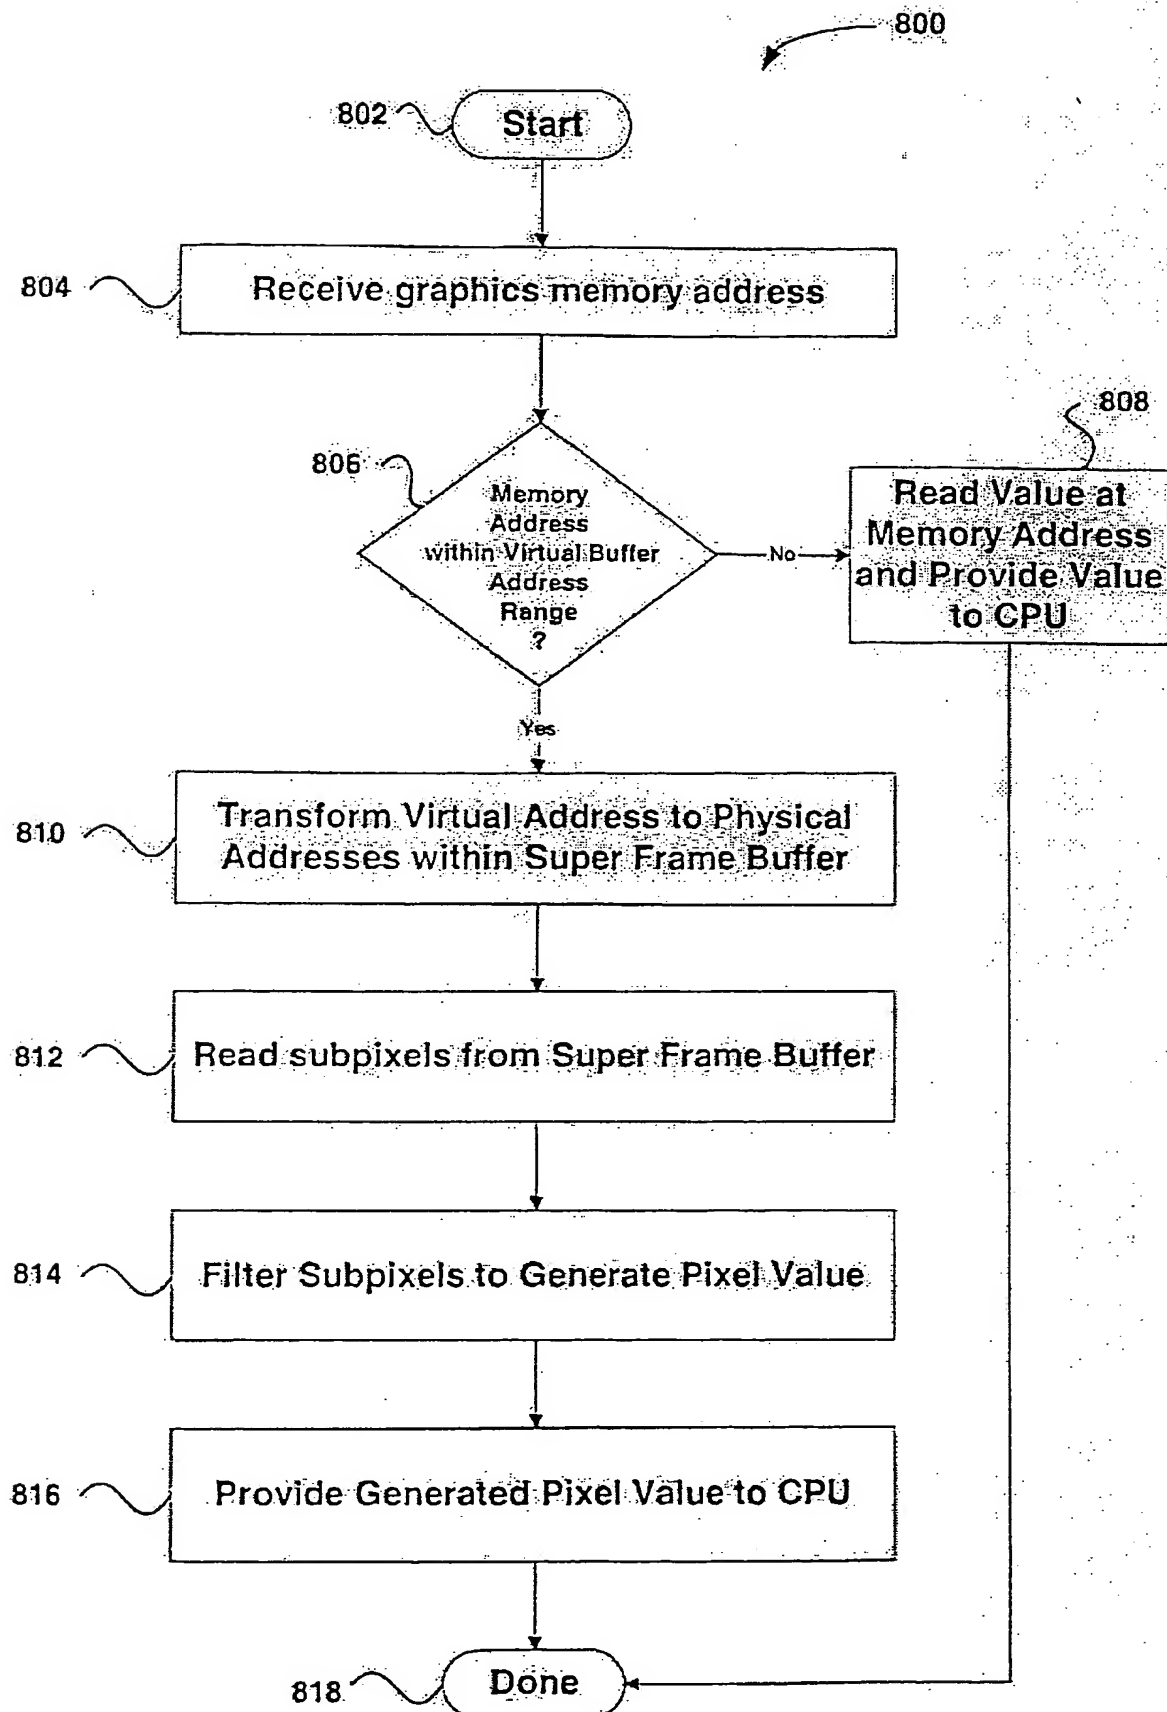 800
802
Start
804
Receive graphics memory address
806
Memory
Address
within Virtual Buffer
Address
Range
?
No
808
Read Value at
Memory Address
and Provide Value
to CPU
Yes
810
Transform Virtual Address to Physical
Addresses within Super Frame Buffer
812
Read subpixels from Super Frame Buffer
814
Filter Subpixels to Generate Pixel Value
816
Provide Generated Pixel Value to CPU
818
Done